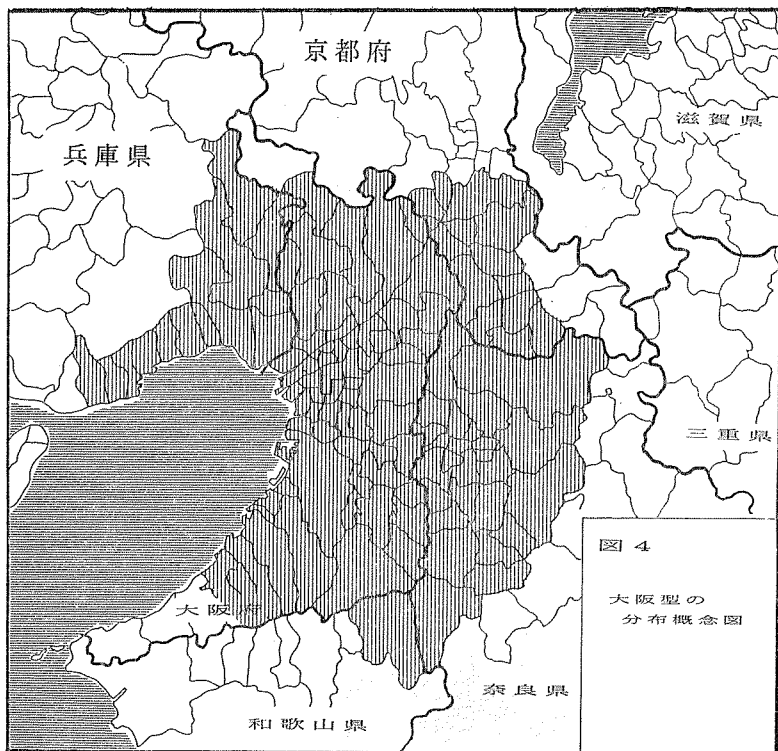 京都府
滋賀県
兵庫県
三重県
図4
大阪型の
分布概念図
大阪府
奈良県
和歌山県